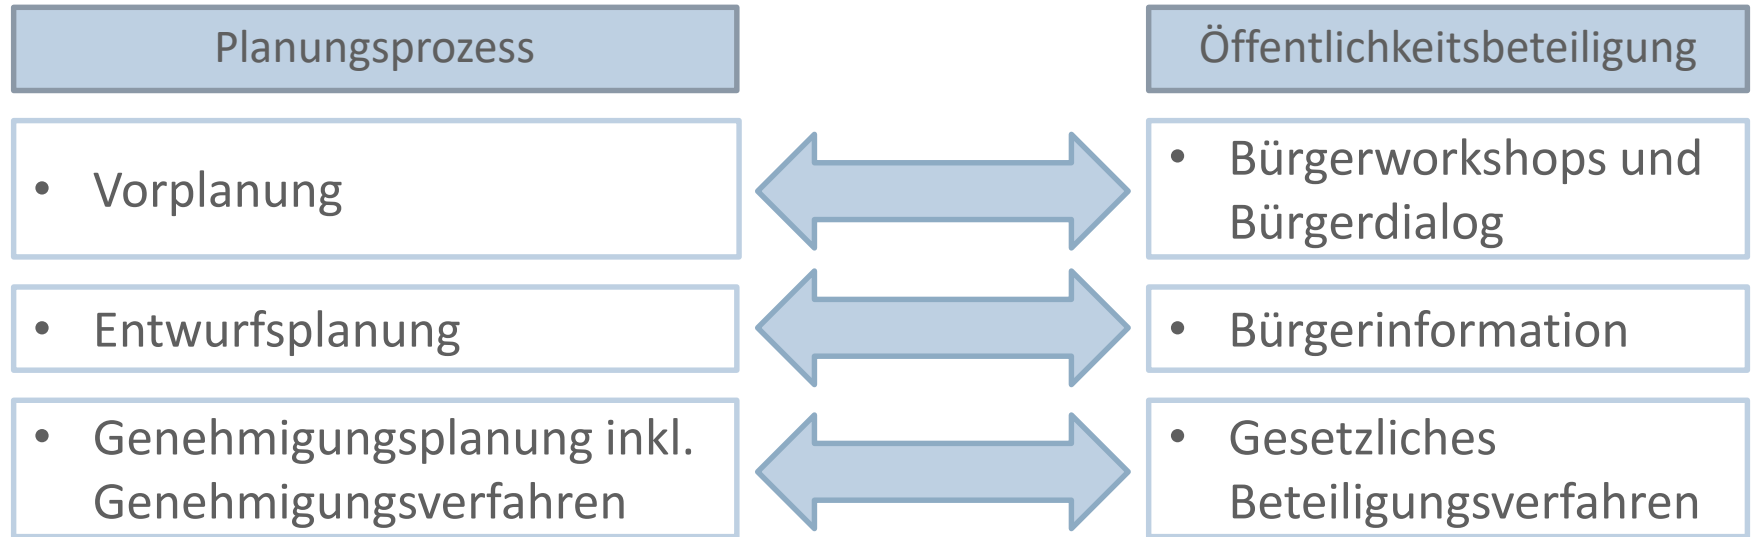 Planungsprozess
Öffentlichkeitsbeteiligung
• Vorplanung
• Bürgerworkshops und
Bürgerdialog
• Entwurfsplanung
• Bürgerinformation
• Genehmigungsplanung inkl.
Genehmigungsverfahren
• Gesetzliches
Beteiligungsverfahren